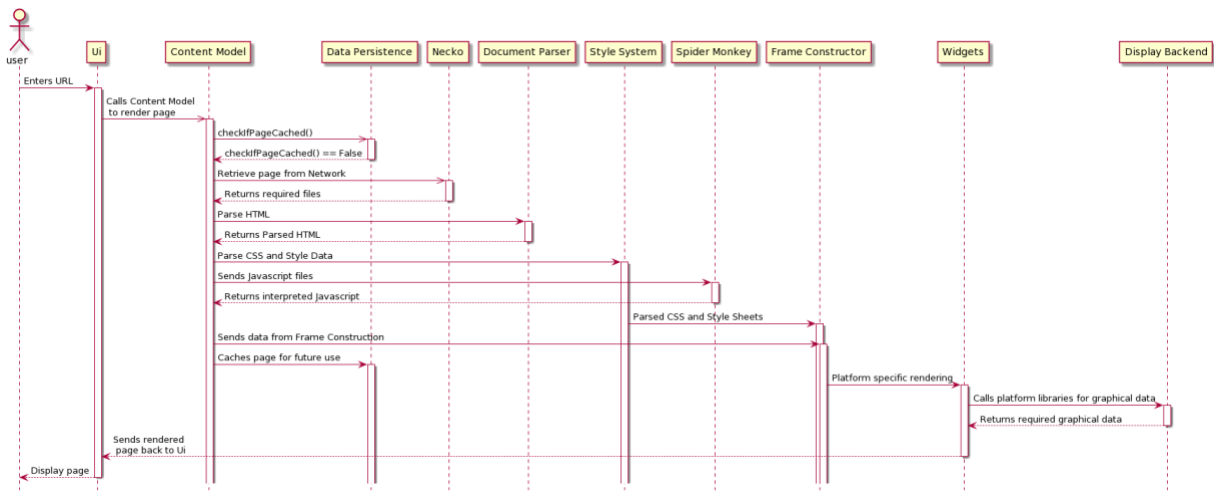 user
Ui
Content Model
Data Persistence
Necko
Document Parser
Style System
Spider Monkey
Frame Constructor
Widgets
Display Backend
Enters URL
Calls Content Model
to render page
checkIfPageCached()
checkIfPageCached() == False
Retrieve page from Network
Returns required files
Parse HTML
Returns Parsed HTML
Parse CSS and Style Data
Sends Javascript files
Returns interpreted Javascript
Parsed CSS and Style Sheets
Sends data from Frame Construction
Caches page for future use
Platform specific rendering
Calls platform libraries for graphical data
Returns required graphical data
Sends rendered
page back to Ui
Display page